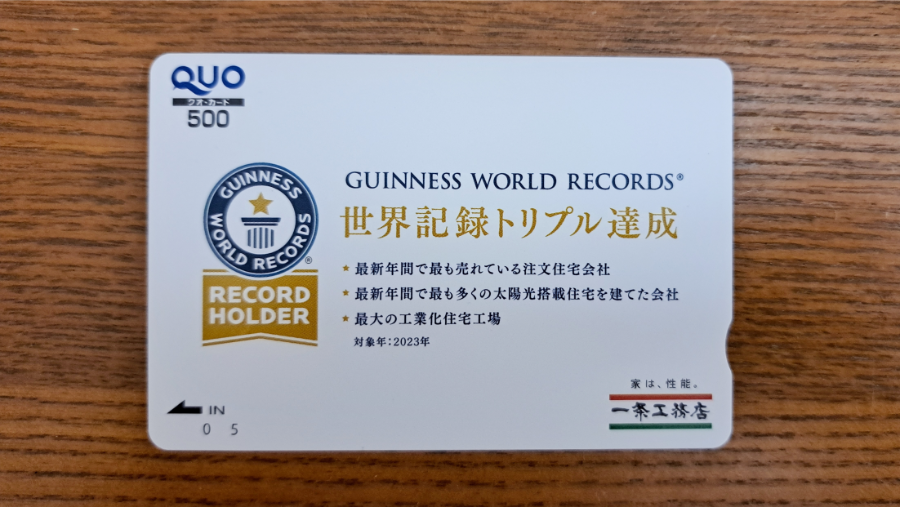 QUO
クオ・カード
500
GUINNESS WORLD RECORDS®
RECORD
HOLDER
GUINNESS WORLD RECORDS®
世界記録トリプル達成
★ 最新年間で最も売れている注文住宅会社
★ 最新年間で最も多くの太陽光搭載住宅を建てた会社
★ 最大の工業化住宅工場
対象年:2023年
家は、性能。
一条工務店
IN
0 5